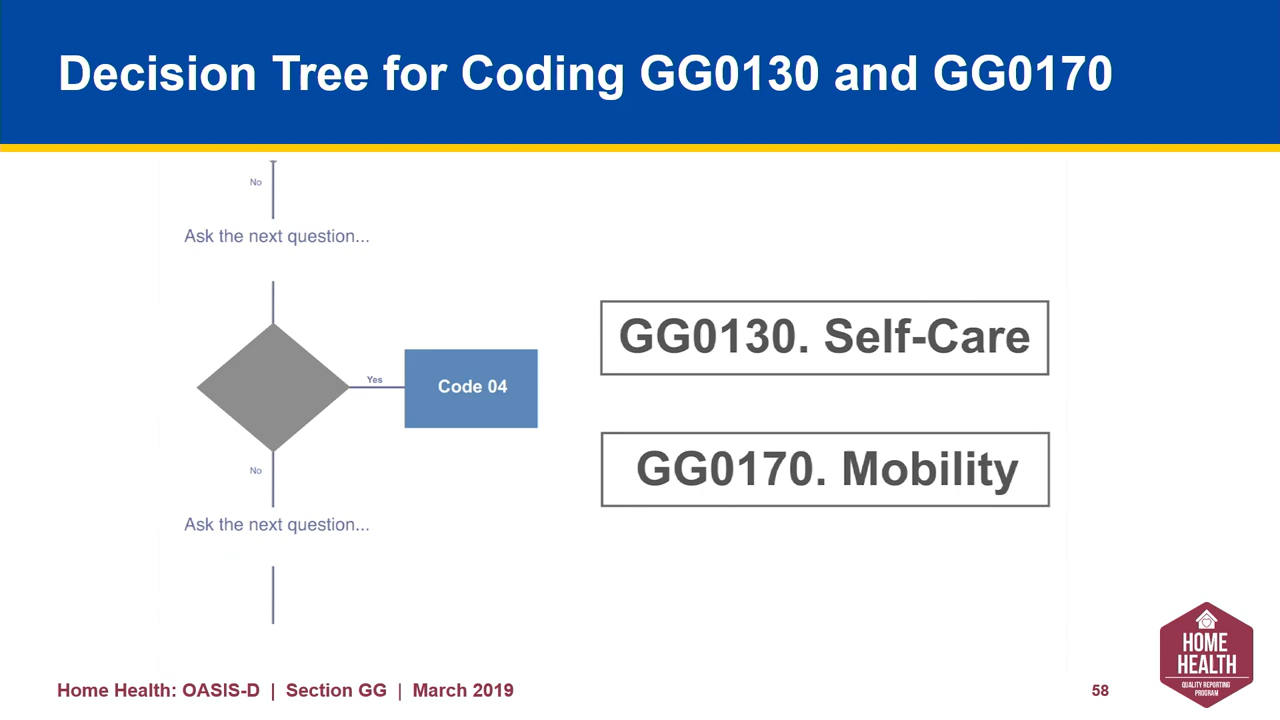 Decision Tree for Coding GG0130 and GG0170
No
Ask the next question...
Yes
Code 04
No
Ask the next question...
GG0130. Self-Care
GG0170. Mobility
Home Health: OASIS-D | Section GG | March 2019
58
HOME
HEALTH
QUALITY REPORTING
PROGRAM